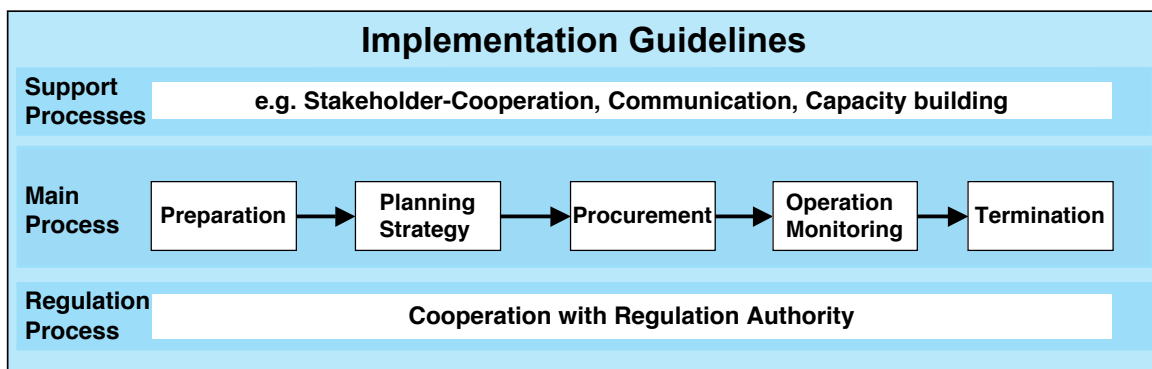 Implementation Guidelines
Support
Processes
e.g. Stakeholder-Cooperation, Communication, Capacity building
Main
Process
Preparation
Planning
Strategy
Procurement
Operation
Monitoring
Termination
Regulation
Process
Cooperation with Regulation Authority